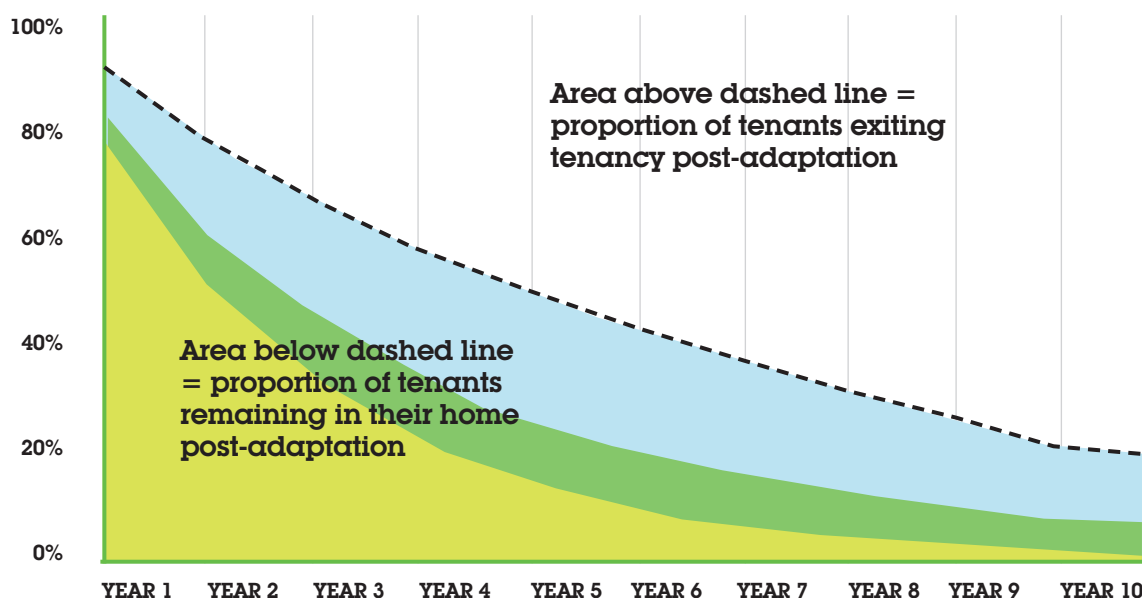 100%
80%
60%
40%
20%
0%
Area above dashed line =
proportion of tenants exiting
tenancy post-adaptation
Area below dashed line
= proportion of tenants
remaining in their home
post-adaptation
YEAR 1 YEAR 2 YEAR 3 YEAR 4 YEAR 5 YEAR 6 YEAR 7 YEAR 8 YEAR 9 YEAR 10